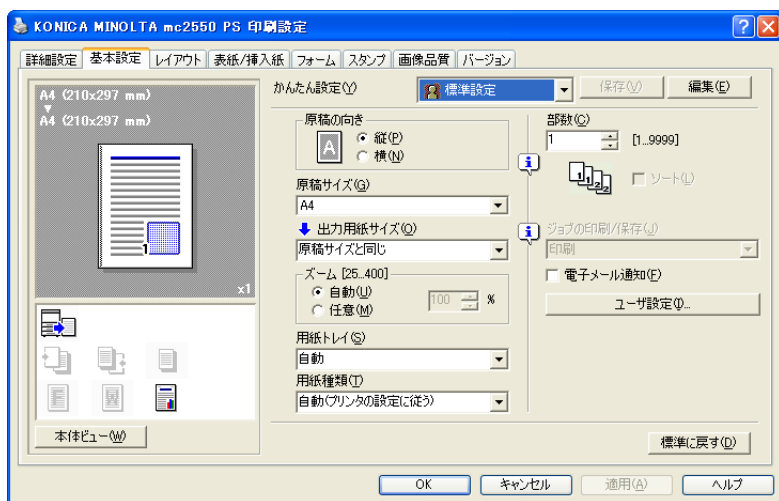 KONICA MINOLTA mc2550 PS 印刷設定
詳細設定 基本設定 レイアウト 表紙/挿入紙 フォーム スタンプ 画像品質 バージョン
A4 (210x297 mm)
A4 (210x297 mm)
1
x1
本体ビュー(W)
かんたん設定(Y) 標準設定 保存(V) 編集(E)
原稿の向き
A
縦(P)
横(N)
原稿サイズ(G)
A4
出力用紙サイズ(O)
原稿サイズと同じ
ズーム [25...400]
自動(U)
任意(M)
100 %
用紙トレイ(S)
自動
用紙種類(T)
自動(プリンタの設定に従う)
部数(C)
1 [1...9999]
1 1 2 2
ソート(L)
ジョブの印刷/保存(J)
印刷
電子メール通知(F)
ユーザ設定(I)...
標準に戻す(D)
OK キャンセル 適用(A) ヘルプ